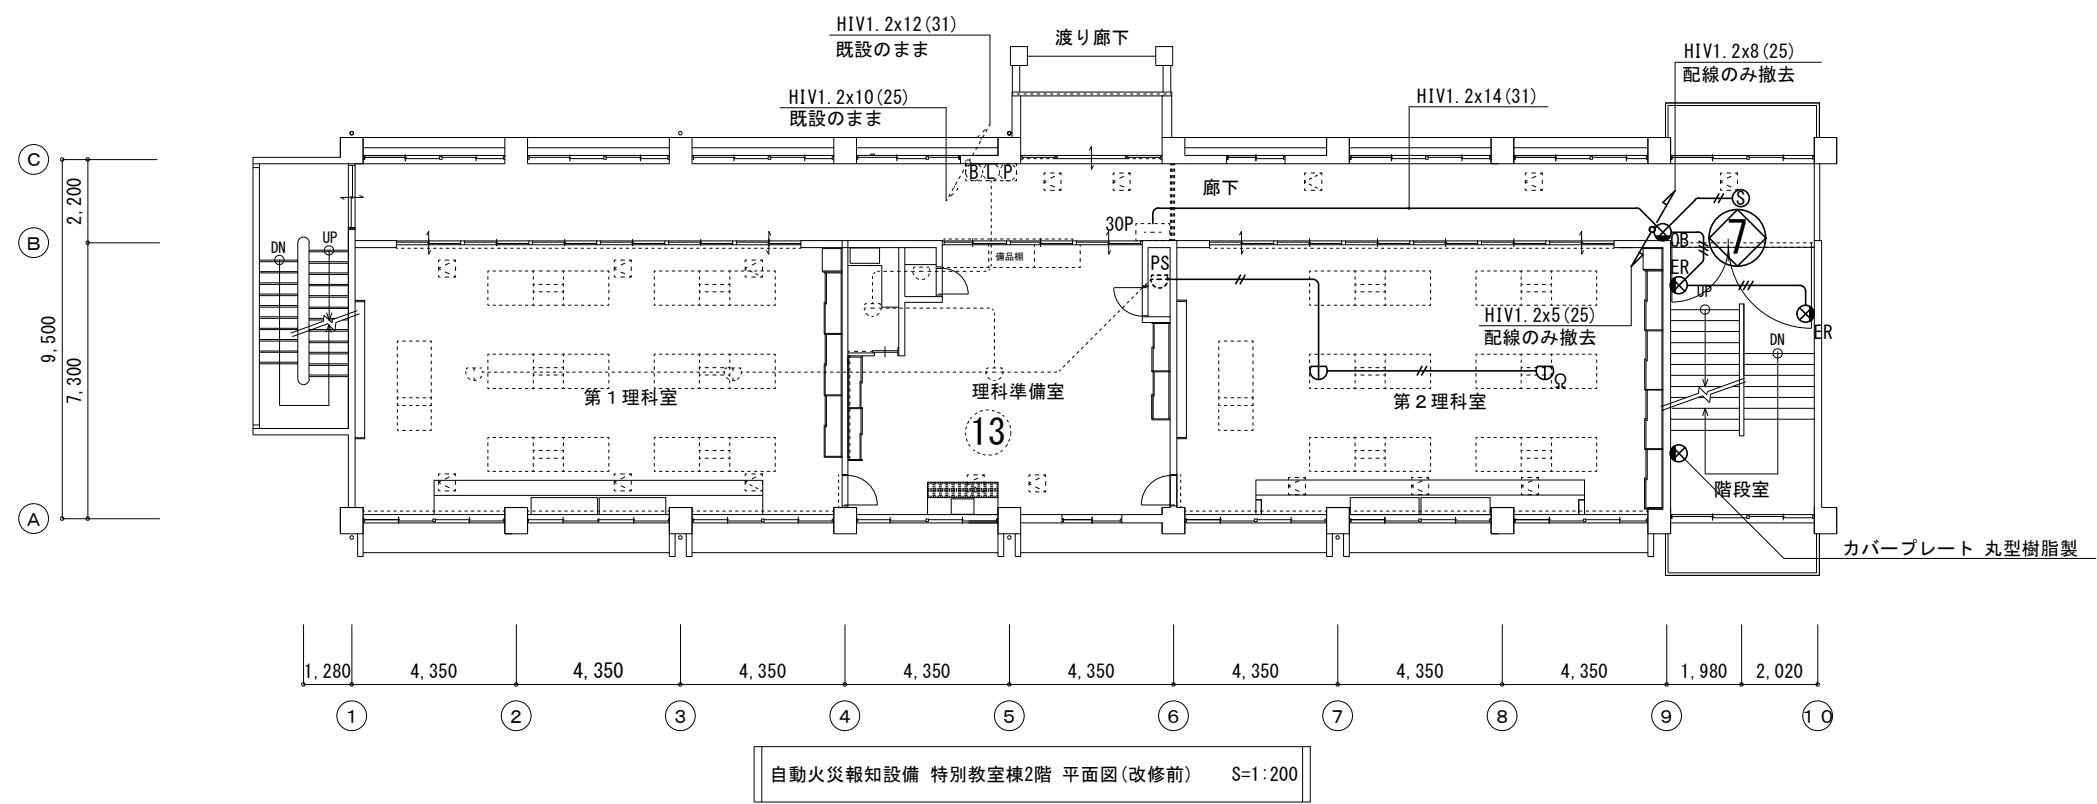 HIV1.2x12(31)
既設のまま
渡り廊下
HIV1.2x8(25)
配線のみ撤去
HIV1.2x10(25)
既設のまま
HIV1.2x14(31)
C
B L P
廊下
S
2,200
30P
7
B
DN
UP
OB
備品棚
PS
ER
UP
HIV1.2x5(25)
配線のみ撤去
ER
DN
9,500
7,300
Ω
第1理科室
理科準備室
第2理科室
13
階段室
A
カバープレート 丸型樹脂製
1,280
4,350
4,350
4,350
4,350
4,350
4,350
4,350
4,350
1,980
2,020
1
2
3
4
5
6
7
8
9
10
自動火災報知設備 特別教室棟2階 平面図(改修前) S=1:200